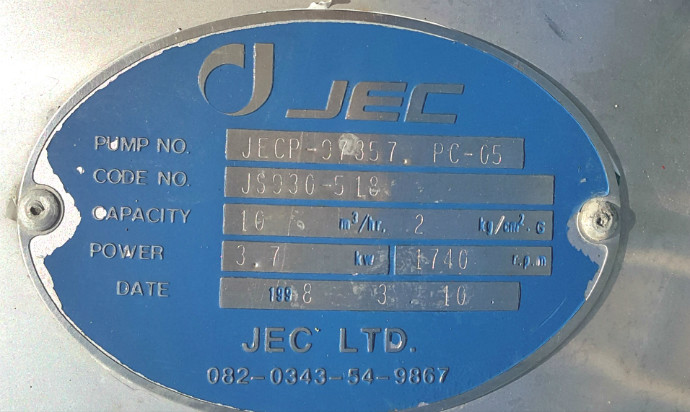 JEC
PUMP NO. JECP-97357. PC-05
CODE NO. JS930-518
CAPACITY 10 m³/hr. 2 kg/cm². G
POWER 3.7 kw 1740 r.p.m
DATE 1998 3. 10.
JEC LTD.
082-0343-54-9867